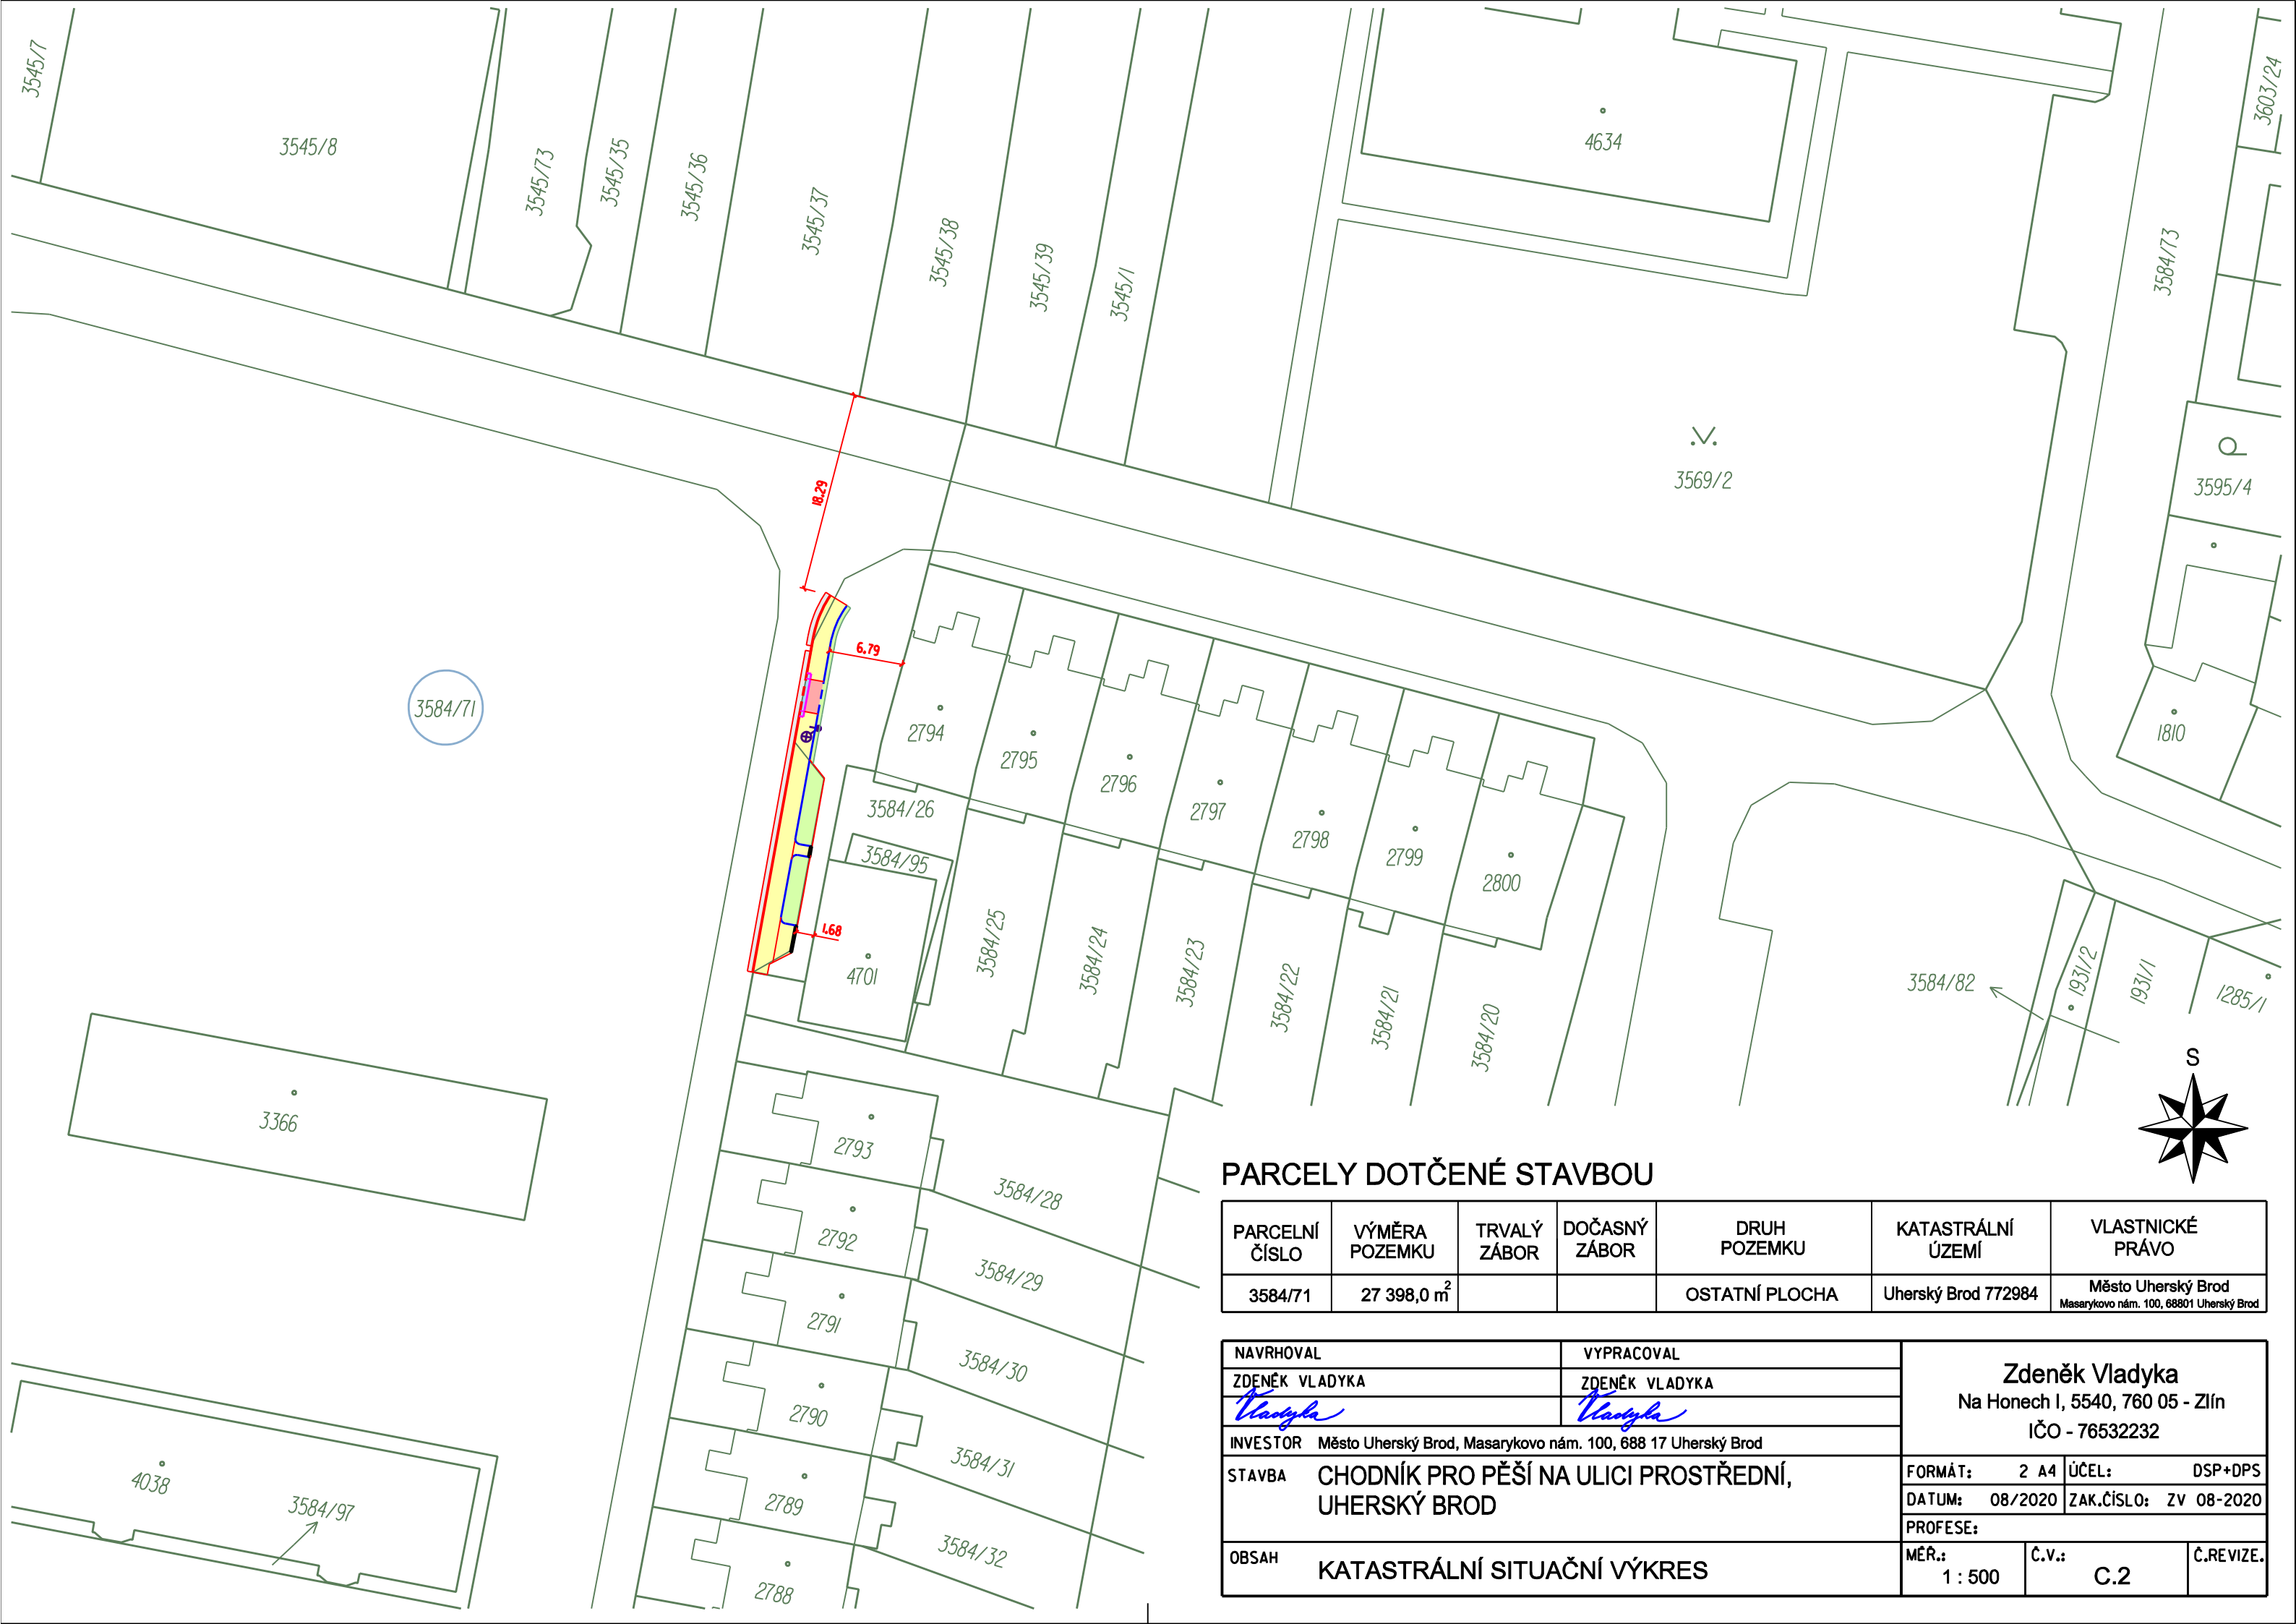 3545/7
3545/8
3545/73
3545/35
3545/36
3545/37
3545/38
3545/39
3545/1
4634
3603/24
3584/73
3569/2
3595/4
18.29
6.79
3584/71
2794
2795
2796
2797
2798
2799
2800
1810
3584/26
3584/95
1.68
4701
3584/25
3584/24
3584/23
3584/22
3584/21
3584/20
3584/82
1931/2
1931/1
1285/1
3366
2793
2792
2791
2790
2789
2788
3584/28
3584/29
3584/30
3584/31
3584/32
4038
3584/97
S
PARCELY DOTČENÉ STAVBOU
PARCELNÍ ČÍSLO
VÝMĚRA POZEMKU
TRVALÝ ZÁBOR
DOČASNÝ ZÁBOR
DRUH POZEMKU
KATASTRÁLNÍ ÚZEMÍ
VLASTNICKÉ PRÁVO
3584/71
27 398,0 m²
OSTATNÍ PLOCHA
Uherský Brod 772984
Město Uherský Brod
Masarykovo nám. 100, 68801 Uherský Brod
NAVRHOVAL
VYPRACOVAL
ZDENĚK VLADYKA
ZDENĚK VLADYKA
Vladyka
Vladyka
INVESTOR Město Uherský Brod, Masarykovo nám. 100, 688 17 Uherský Brod
STAVBA CHODNÍK PRO PĚŠÍ NA ULICI PROSTŘEDNÍ,
UHERSKÝ BROD
OBSAH KATASTRÁLNÍ SITUAČNÍ VÝKRES
Zdeněk Vladyka
Na Honech I, 5540, 760 05 - Zlín
IČO - 76532232
FORMÁT: 2 A4
ÚČEL: DSP+DPS
DATUM: 08/2020
ZAK.ČÍSLO: ZV 08-2020
PROFESE:
MĚŘ.: 1 : 500
Č.V.: C.2
Č.REVIZE.